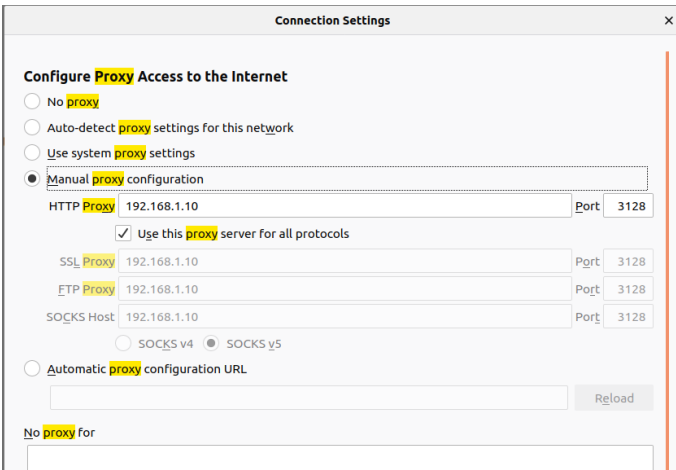 Connection Settings ×
Configure Proxy Access to the Internet
No proxy
Auto-detect proxy settings for this network
Use system proxy settings
Manual proxy configuration
HTTP Proxy 192.168.1.10 Port 3128
Use this proxy server for all protocols
SSL Proxy 192.168.1.10 Port 3128
FTP Proxy 192.168.1.10 Port 3128
SOCKS Host 192.168.1.10 Port 3128
SOCKS v4 SOCKS v5
Automatic proxy configuration URL
Reload
No proxy for